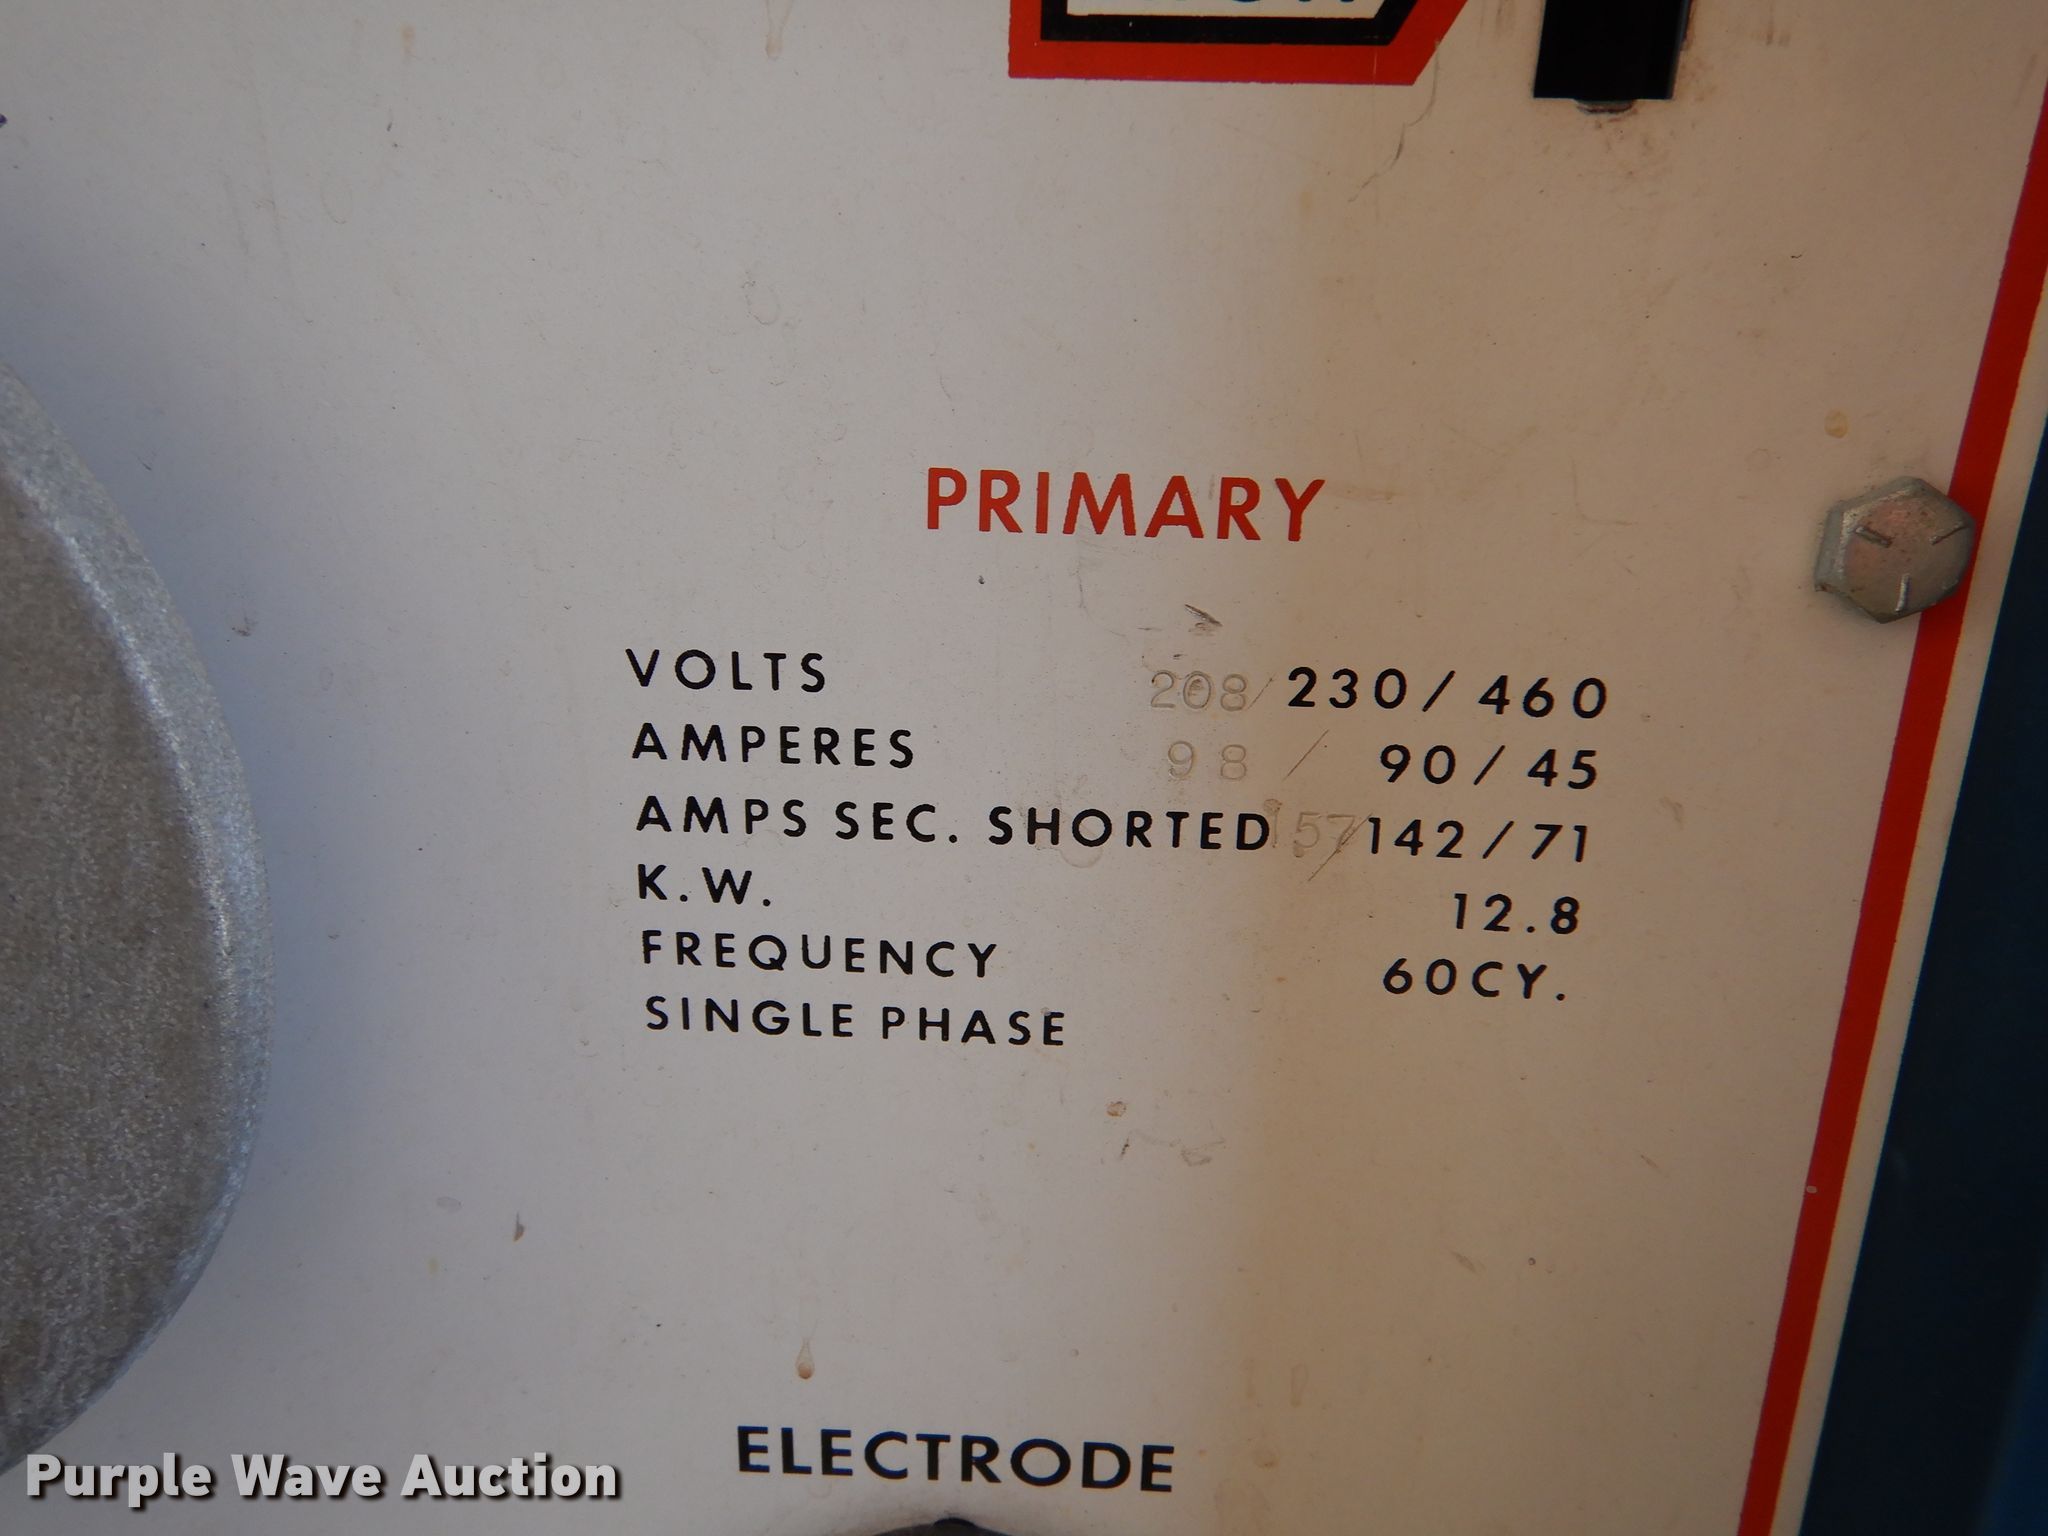 PRIMARY
VOLTS 208/230/460
AMPERES 98/90/45
AMPS SEC. SHORTED 157/142/71
K.W. 12.8
FREQUENCY 60CY.
SINGLE PHASE
ELECTRODE
Purple Wave Auction